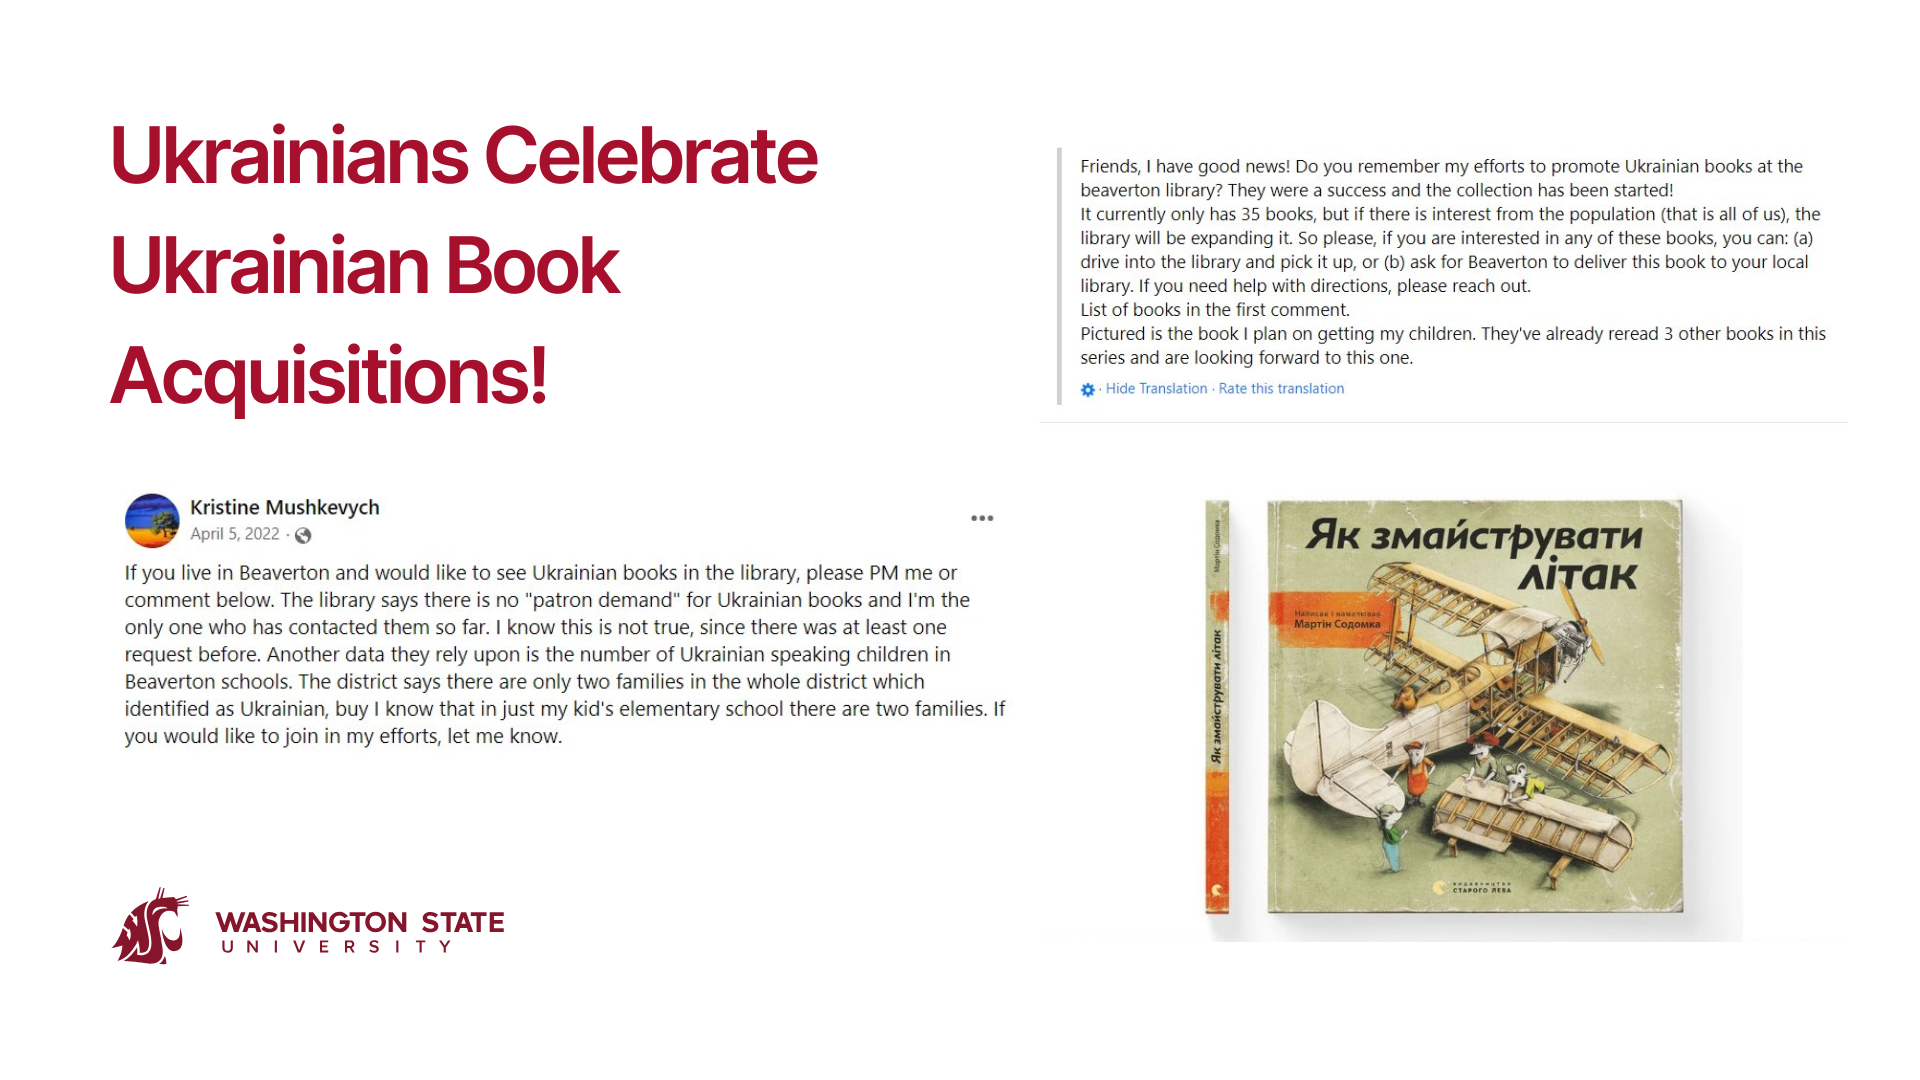 Ukrainians Celebrate
Ukrainian Book
Acquisitions!
Kristine Mushkevych
April 5, 2022 ·
If you live in Beaverton and would like to see Ukrainian books in the library, please PM me or
comment below. The library says there is no "patron demand" for Ukrainian books and I'm the
only one who has contacted them so far. I know this is not true, since there was at least one
request before. Another data they rely upon is the number of Ukrainian speaking children in
Beaverton schools. The district says there are only two families in the whole district which
identified as Ukrainian, buy I know that in just my kid's elementary school there are two families. If
you would like to join in my efforts, let me know.
WASHINGTON STATE
UNIVERSITY
Friends, I have good news! Do you remember my efforts to promote Ukrainian books at the
beaverton library? They were a success and the collection has been started!
It currently only has 35 books, but if there is interest from the population (that is all of us), the
library will be expanding it. So please, if you are interested in any of these books, you can: (a)
drive into the library and pick it up, or (b) ask for Beaverton to deliver this book to your local
library. If you need help with directions, please reach out.
List of books in the first comment.
Pictured is the book I plan on getting my children. They've already reread 3 other books in this
series and are looking forward to this one.
· Hide Translation · Rate this translation
Мартін Содомка
Як змайструвати літак
Як змайструвати
літак
Написав і намалював
Мартін Содомка
ВИДАВНИЦТВО
СТАРОГО ЛЕВА